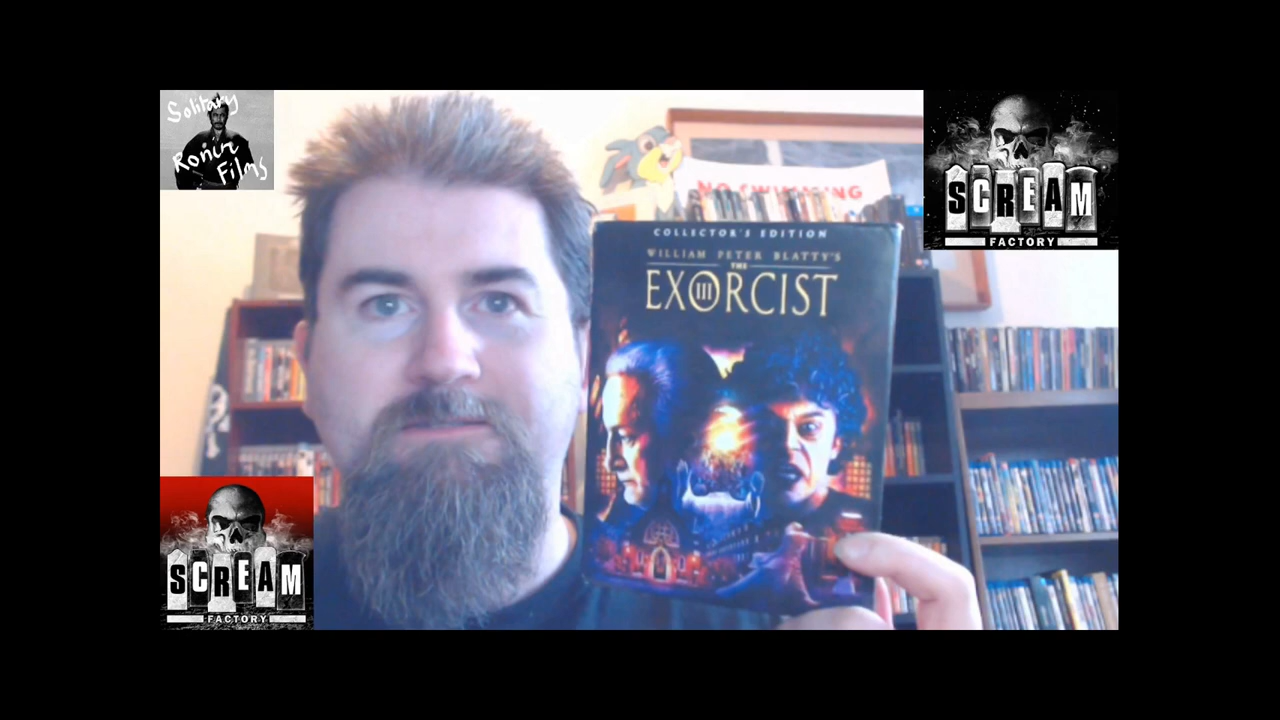 Solitary
Ronin
Films
NO SWIMMING
SCREAM
FACTORY
COLLECTOR'S EDITION
WILLIAM PETER BLATTY'S
THE
EXORCIST
III
SCREAM
FACTORY